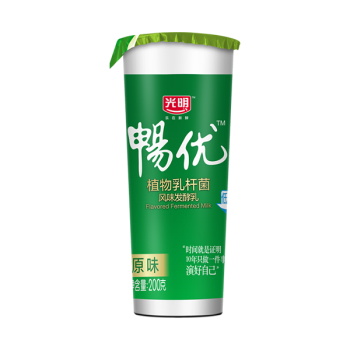 光明
畅优™
植物乳杆菌
风味发酵乳
Flavored Fermented Milk
"时间就是证明
10年只做一件
演好自己"
原味
含量:200克